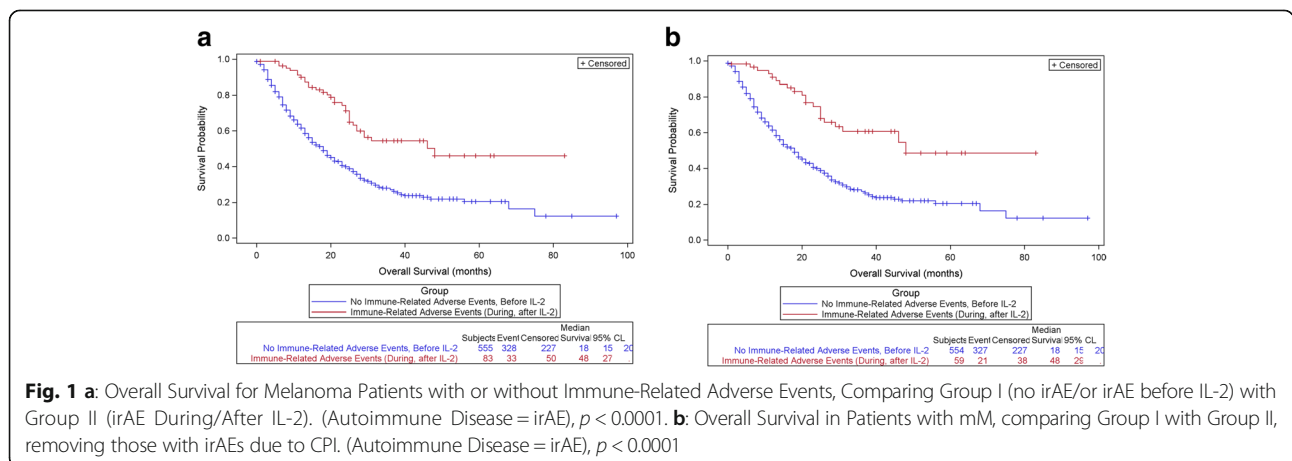 a
b
1.0
0.8
0.6
0.4
0.2
0.0
Survival Probability
+ Censored
0 20 40 60 80 100
Overall Survival (months)
Group
No Immune-Related Adverse Events, Before IL-2
Immune-Related Adverse Events (During, after IL-2)
Median
Subjects Event Censored Survival 95% CL
No Immune-Related Adverse Events, Before IL-2 555 328 227 18 15 20
Immune-Related Adverse Events (During, after IL-2) 83 33 50 48 27 .
1.0
0.8
0.6
0.4
0.2
0.0
Survival Probability
+ Censored
0 20 40 60 80 100
Overall Survival (months)
Group
No Immune-Related Adverse Events, Before IL-2
Immune-Related Adverse Events (During, after IL-2)
Median
Subjects Event Censored Survival 95% CL
No Immune-Related Adverse Events, Before IL-2 554 327 227 18 15 20
Immune-Related Adverse Events (During, after IL-2) 59 21 38 48 29
Fig. 1 a: Overall Survival for Melanoma Patients with or without Immune-Related Adverse Events, Comparing Group I (no irAE/or irAE before IL-2) with
Group II (irAE During/After IL-2). (Autoimmune Disease = irAE), p < 0.0001. b: Overall Survival in Patients with mM, comparing Group I with Group II,
removing those with irAEs due to CPI. (Autoimmune Disease = irAE), p < 0.0001